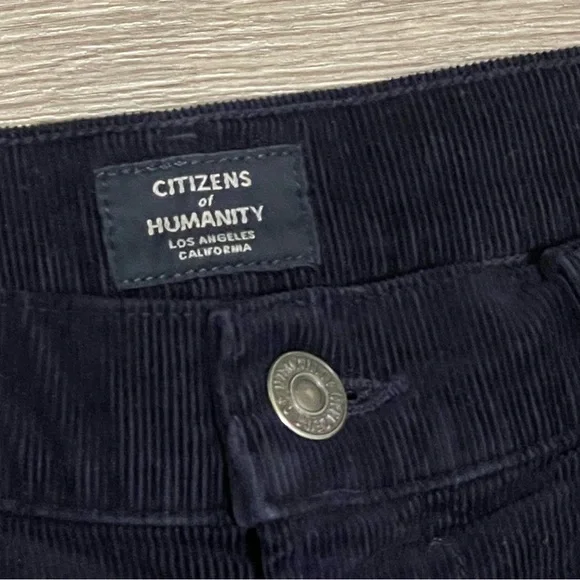 CITIZENS
of
HUMANITY
LOS ANGELES
CALIFORNIA